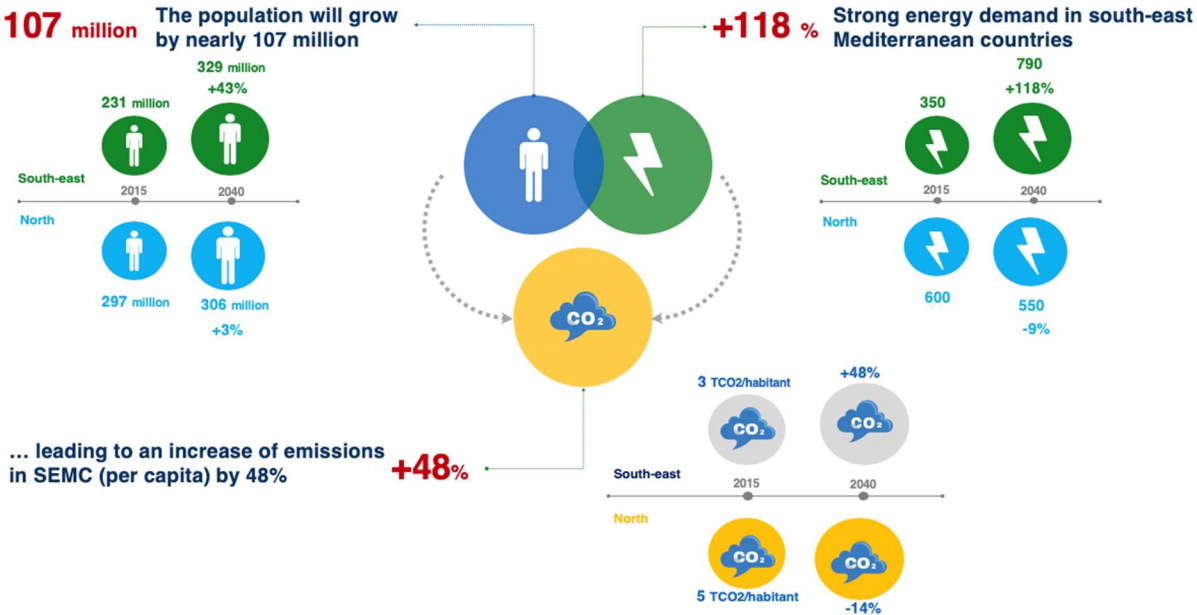 107 million
The population will grow
by nearly 107 million
329 million
+43%
231 million
South-east
2015
2040
North
297 million
306 million
+3%
+118 %
Strong energy demand in south-east
Mediterranean countries
790
+118%
350
South-east
2015
2040
North
600
550
-9%
CO2
... leading to an increase of emissions
in SEMC (per capita) by 48%
+48%
3 TCO2/habitant
+48%
CO2
CO2
South-east
2015
2040
North
CO2
CO2
5 TCO2/habitant
-14%